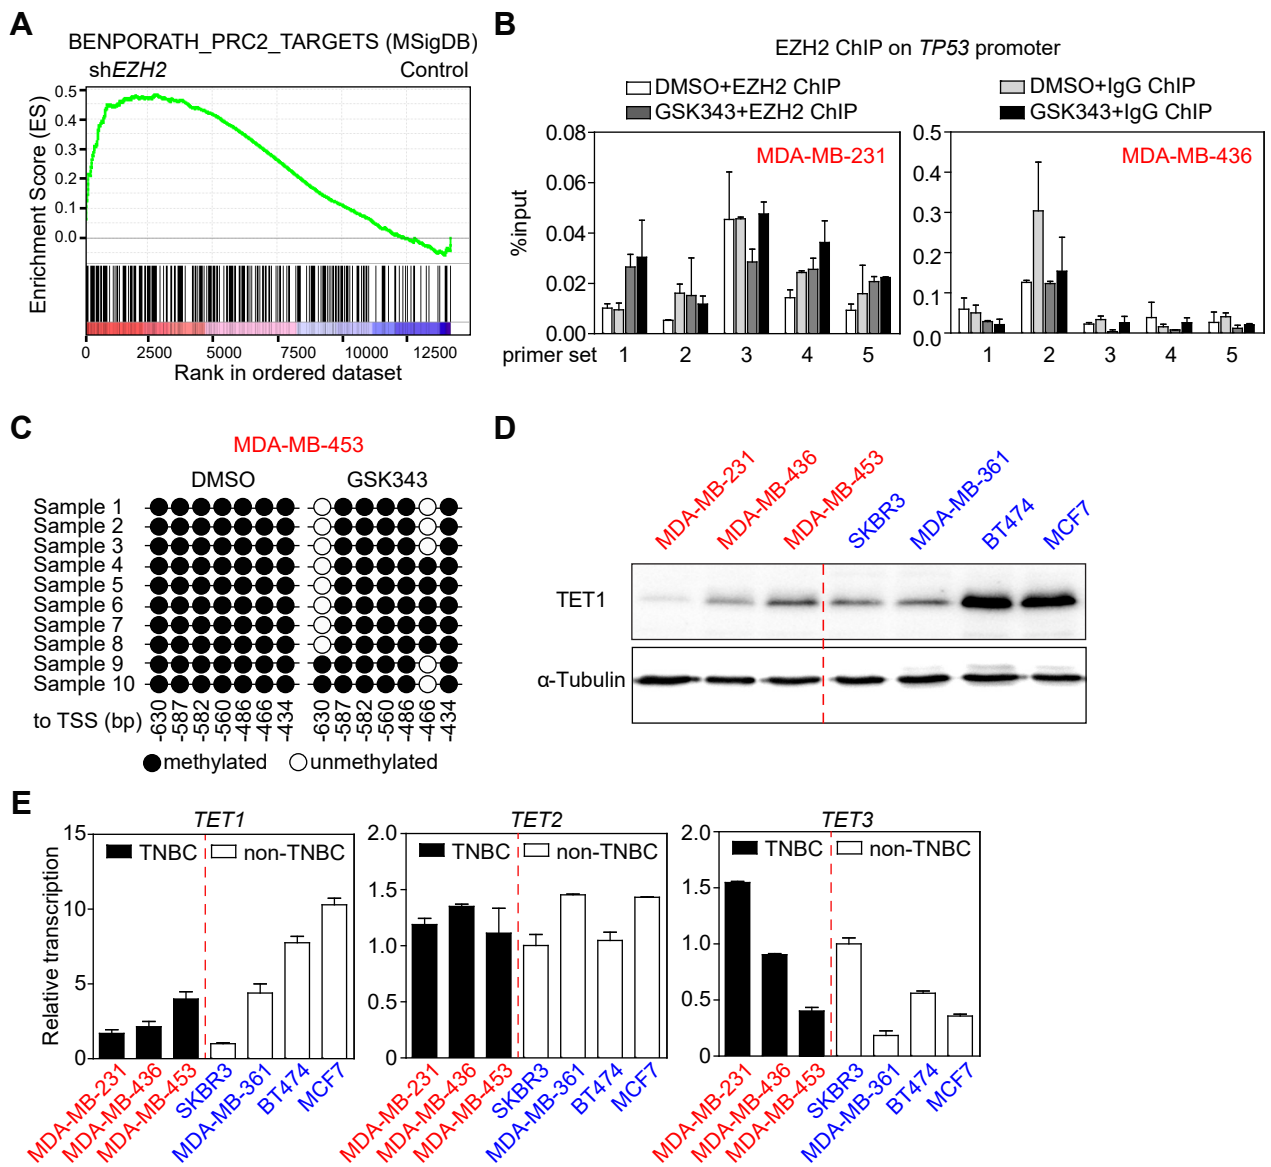 A
BENPORATH_PRC2_TARGETS (MSigDB)
shEZH2 Control
Enrichment Score (ES)
0.5
0.4
0.3
0.2
0.1
0.0
0 2500 5000 7500 10000 12500
Rank in ordered dataset
B
EZH2 ChIP on TP53 promoter
DMSO+EZH2 ChIP DMSO+IgG ChIP
GSK343+EZH2 ChIP GSK343+IgG ChIP
MDA-MB-231
%input
0.08
0.06
0.04
0.02
0.00
primer set 1 2 3 4 5
MDA-MB-436
0.5
0.4
0.3
0.2
0.1
0.0
1 2 3 4 5
C
MDA-MB-453
DMSO GSK343
Sample 1
Sample 2
Sample 3
Sample 4
Sample 5
Sample 6
Sample 7
Sample 8
Sample 9
Sample 10
to TSS (bp) -630 -587 -582 -560 -486 -466 -434 -630 -587 -582 -560 -486 -466 -434
methylated unmethylated
D
MDA-MB-231 MDA-MB-436 MDA-MB-453 SKBR3 MDA-MB-361 BT474 MCF7
TET1
α-Tubulin
E
TET1
TNBC non-TNBC
Relative transcription
15
10
5
0
MDA-MB-231 MDA-MB-436 MDA-MB-453 SKBR3 MDA-MB-361 BT474 MCF7
TET2
TNBC non-TNBC
2.0
1.5
1.0
0.5
0
MDA-MB-231 MDA-MB-436 MDA-MB-453 SKBR3 MDA-MB-361 BT474 MCF7
TET3
TNBC non-TNBC
2.0
1.5
1.0
0.5
0
MDA-MB-231 MDA-MB-436 MDA-MB-453 SKBR3 MDA-MB-361 BT474 MCF7